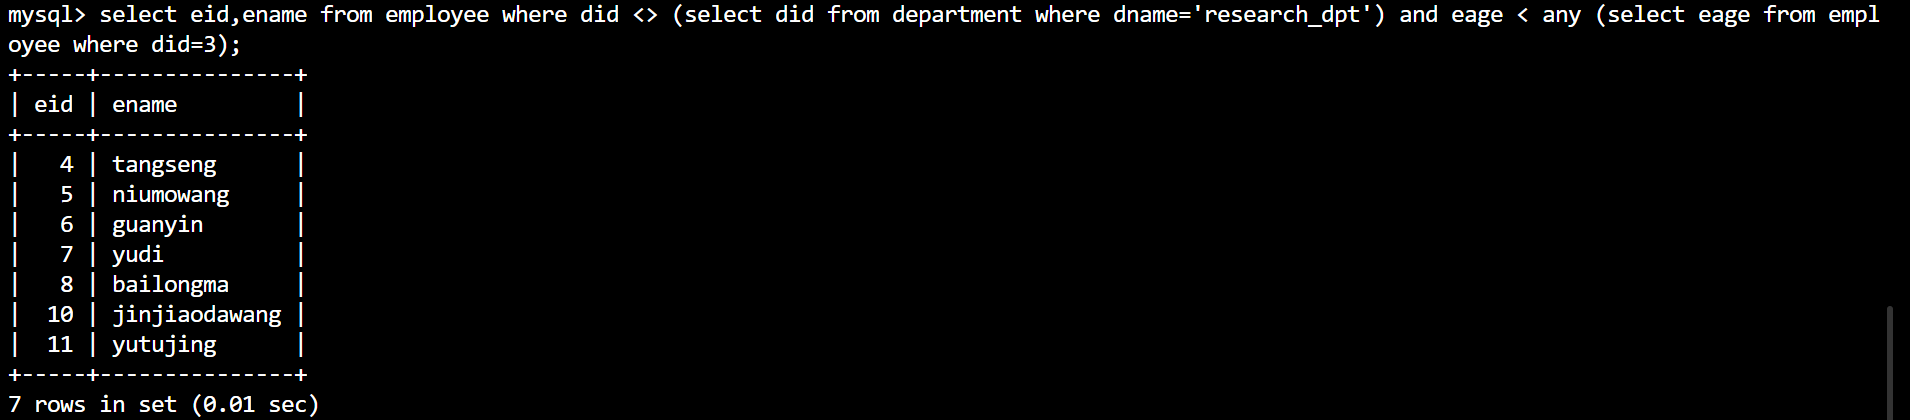 mysql> select eid,ename from employee where did <> (select did from department where dname='research_dpt') and eage < any (select eage from empl
oyee where did=3);
+-----+---------------+
| eid | ename         |
+-----+---------------+
|   4 | tangseng      |
|   5 | niumowang     |
|   6 | guanyin       |
|   7 | yudi          |
|   8 | bailongma     |
|  10 | jinjiaodawang |
|  11 | yutujing      |
+-----+---------------+
7 rows in set (0.01 sec)